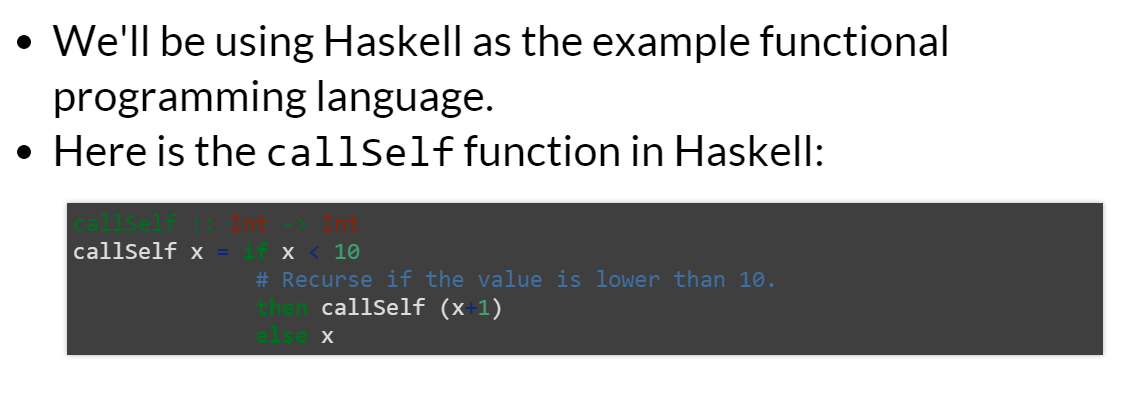 • We'll be using Haskell as the example functional
programming language.
• Here is the callSelf function in Haskell:
callSelf :: Int -> Int
callSelf x = if x < 10
              # Recurse if the value is lower than 10.
              then callSelf (x+1)
              else x